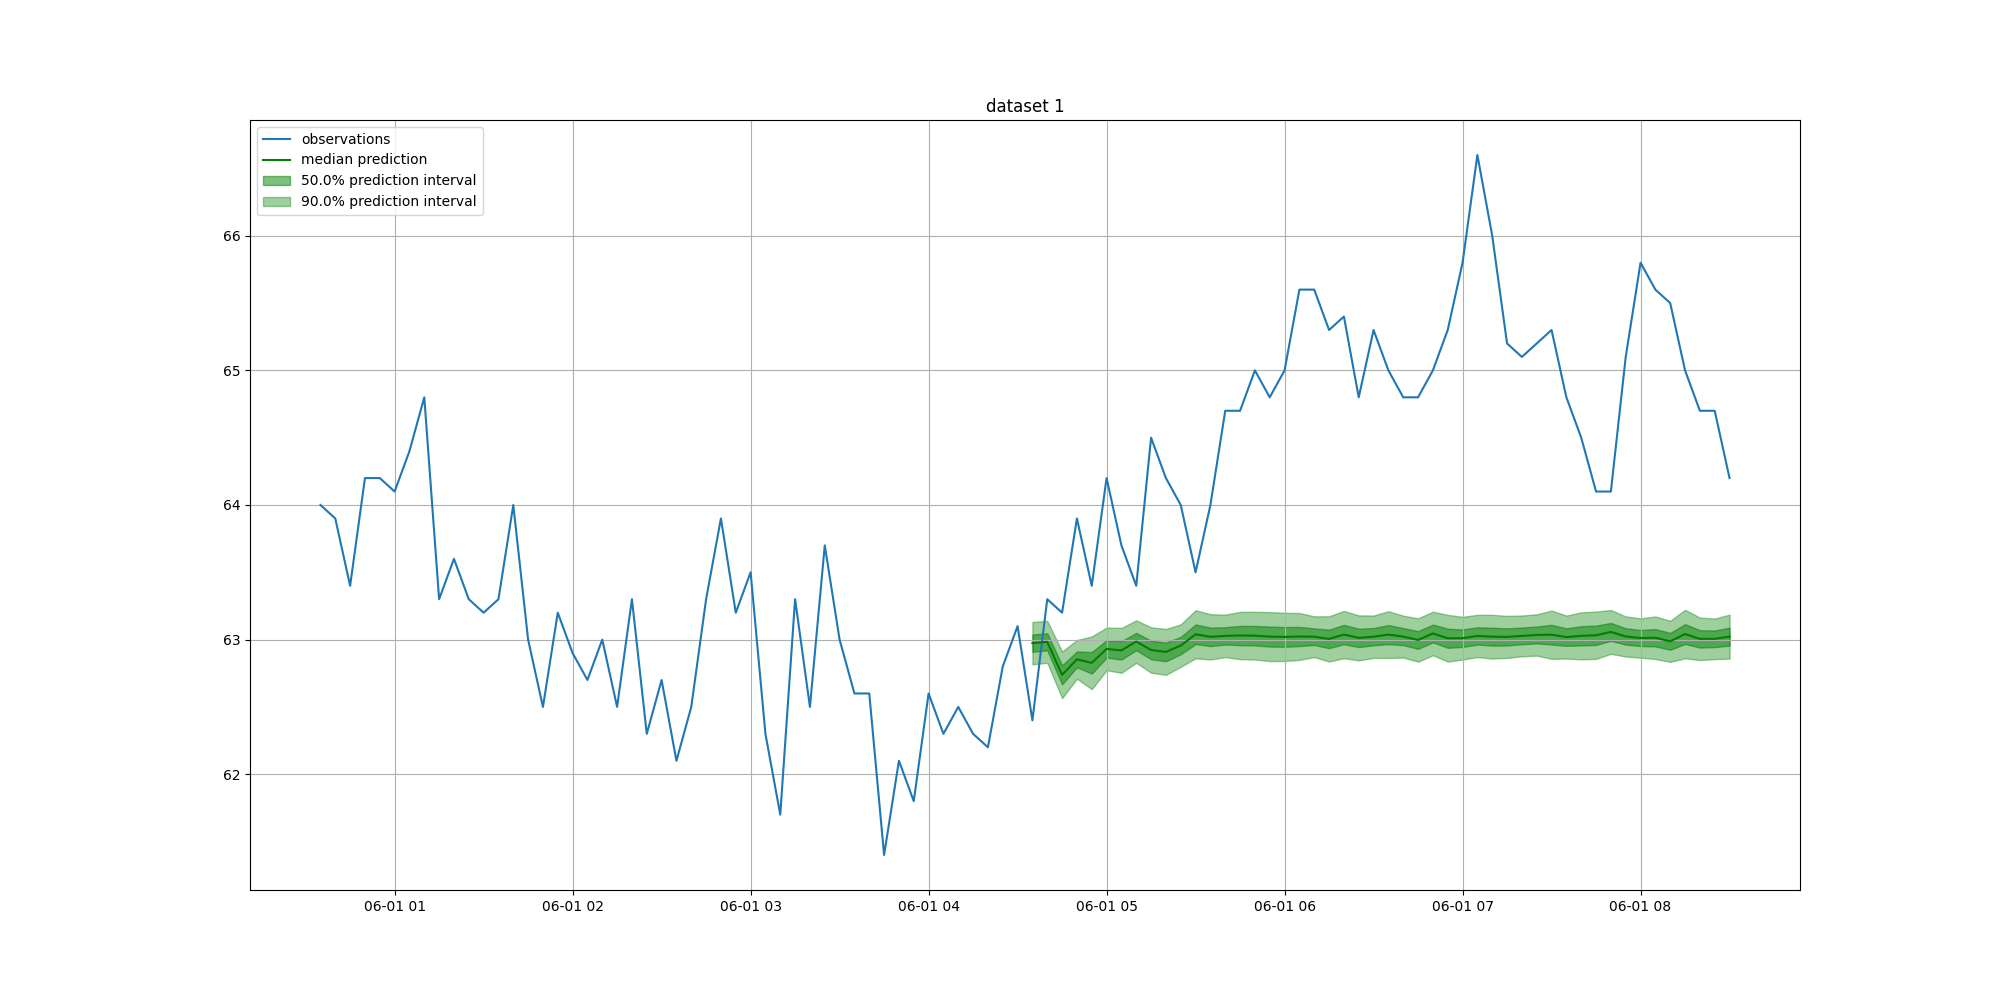 dataset 1
observations
median prediction
50.0% prediction interval
90.0% prediction interval
66
65
64
63
62
06-01 01
06-01 02
06-01 03
06-01 04
06-01 05
06-01 06
06-01 07
06-01 08